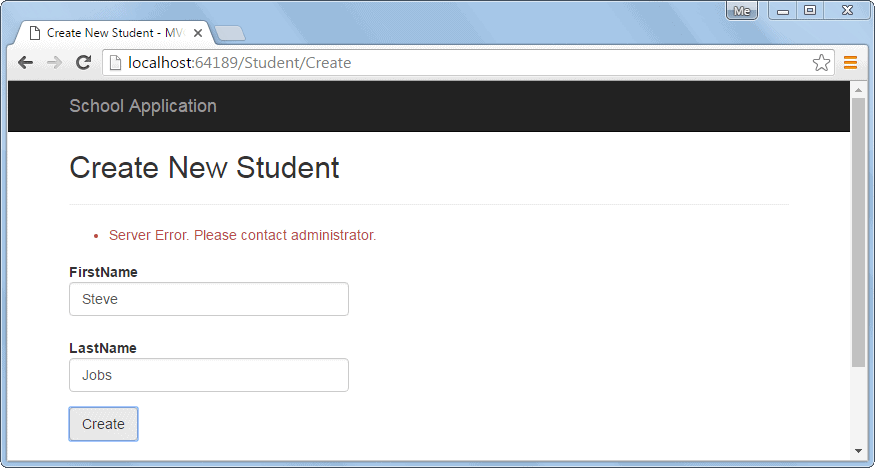 Me
Create New Student - MV
localhost:64189/Student/Create
School Application
Create New Student
Server Error. Please contact administrator.
FirstName
Steve
LastName
Jobs
Create